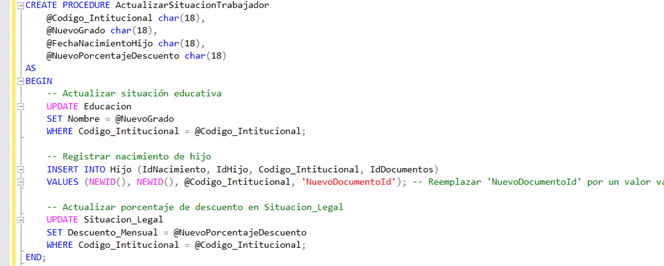 CREATE PROCEDURE ActualizarSituacionTrabajador
@Codigo_Intitucional char(18),
@NuevoGrado char(18),
@FechaNacimientoHijo char(18),
@NuevoPorcentajeDescuento char(18)
AS
BEGIN
-- Actualizar situación educativa
UPDATE Educacion
SET Nombre = @NuevoGrado
WHERE Codigo_Intitucional = @Codigo_Intitucional;
-- Registrar nacimiento de hijo
INSERT INTO Hijo (IdNacimiento, IdHijo, Codigo_Intitucional, IdDocumentos)
VALUES (NEWID(), NEWID(), @Codigo_Intitucional, 'NuevoDocumentoId'); -- Reemplazar 'NuevoDocumentoId' por un valor va
-- Actualizar porcentaje de descuento en Situacion_Legal
UPDATE Situacion_Legal
SET Descuento_Mensual = @NuevoPorcentajeDescuento
WHERE Codigo_Intitucional = @Codigo_Intitucional;
END;